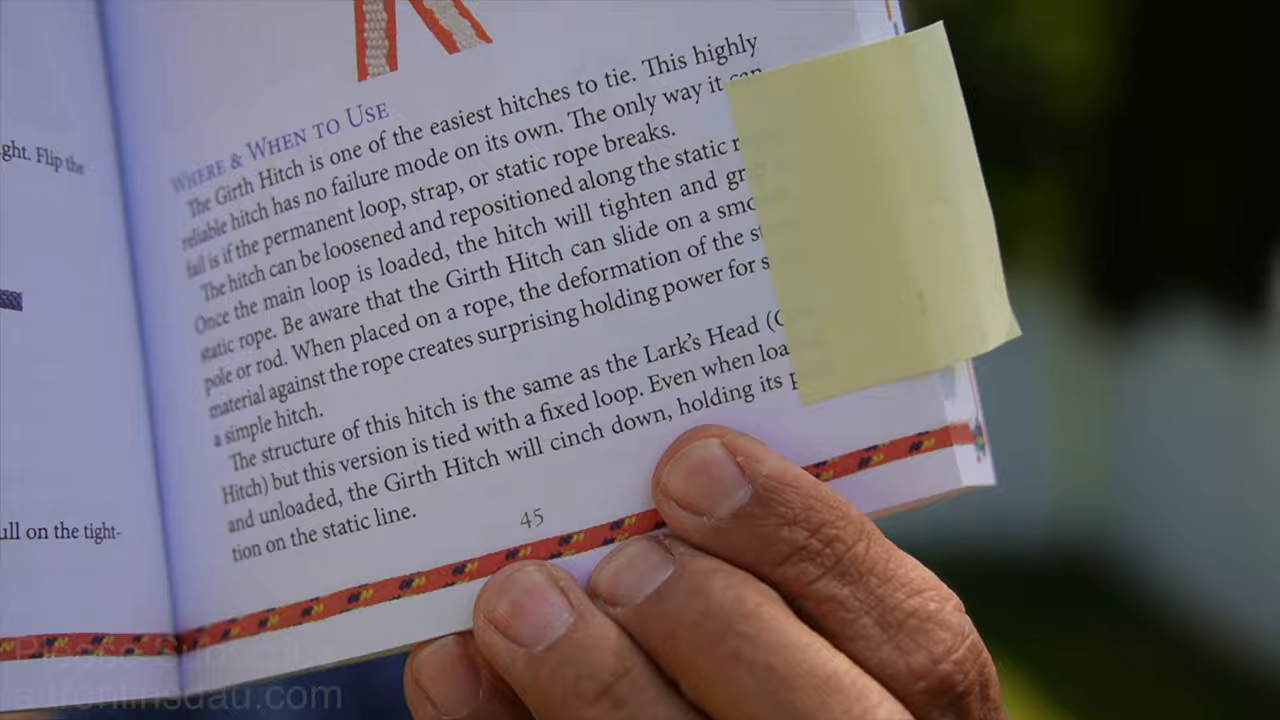 ght. Flip the
ull on the tight-
WHERE & WHEN TO USE
The Girth Hitch is one of the easiest hitches to tie. This highly
reliable hitch has no failure mode on its own. The only way it can
fail is if the permanent loop, strap, or static rope breaks.
The hitch can be loosened and repositioned along the static r
Once the main loop is loaded, the hitch will tighten and gr
static rope. Be aware that the Girth Hitch can slide on a smo
pole or rod. When placed on a rope, the deformation of the s
material against the rope creates surprising holding power for s
a simple hitch.
The structure of this hitch is the same as the Lark's Head (
Hitch) but this version is tied with a fixed loop. Even when loa
and unloaded, the Girth Hitch will cinch down, holding its p
tion on the static line.
45